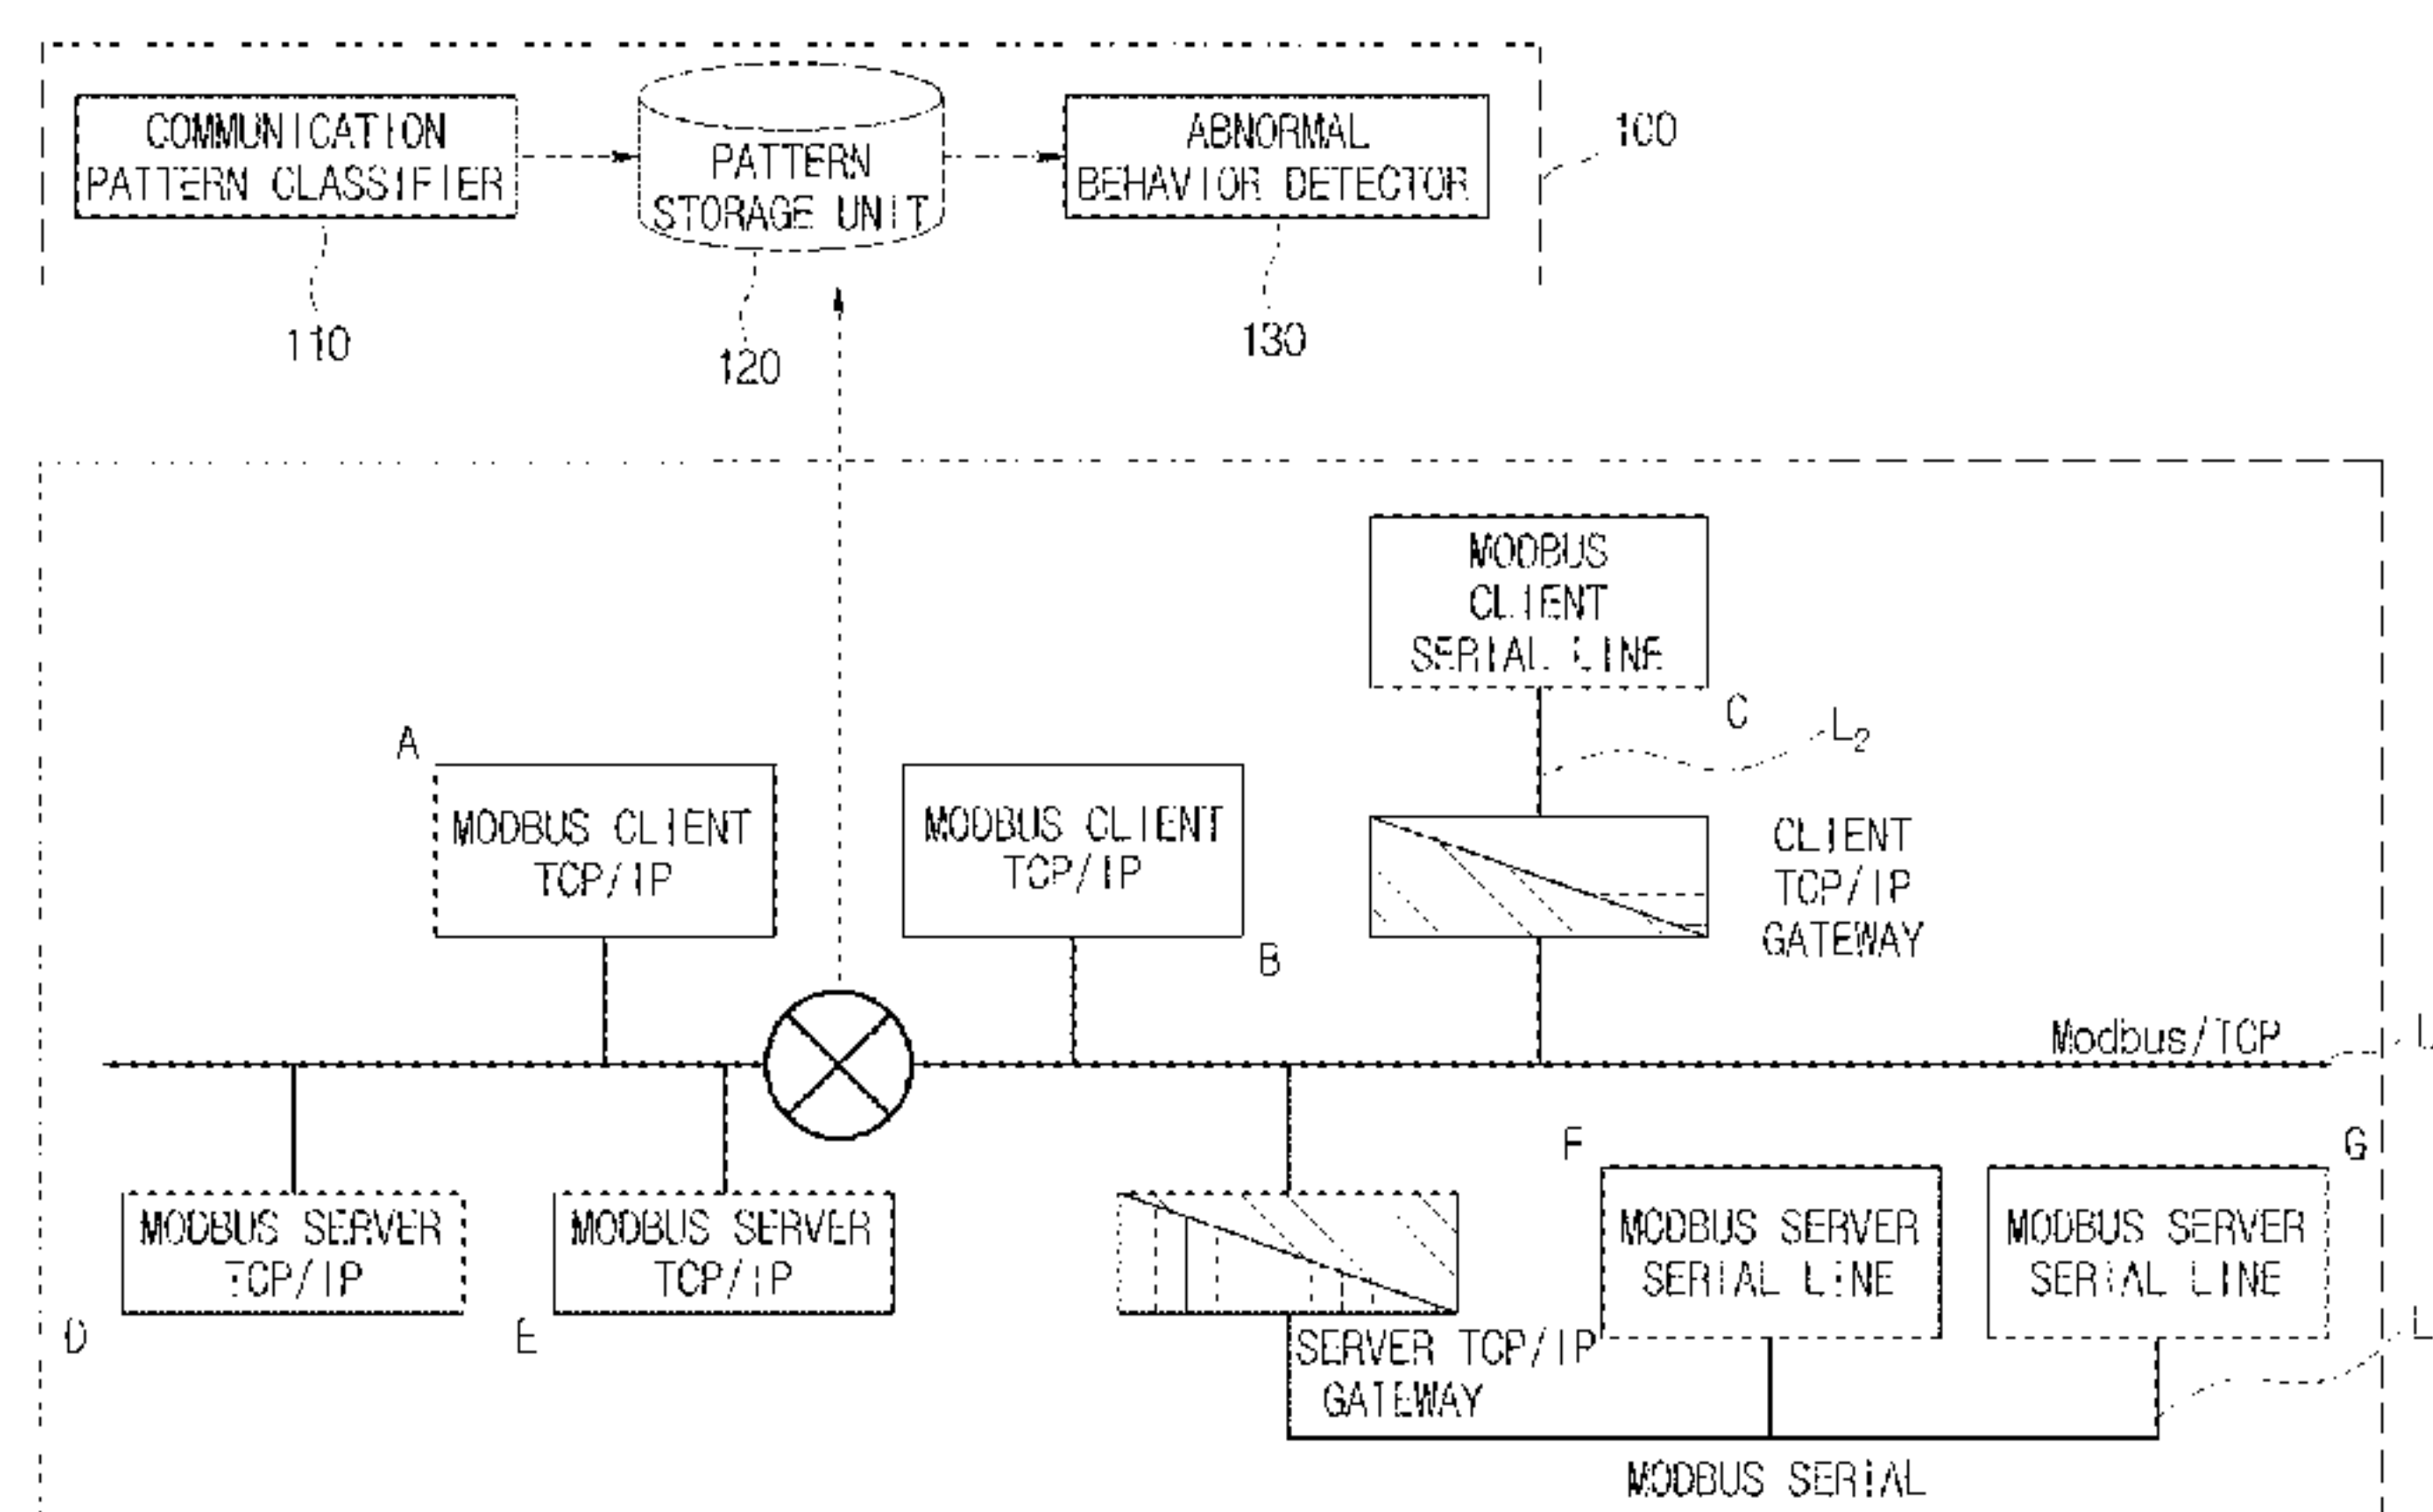 COMMUNICATION
PATTERN CLASSIFIER
PATTERN
STORAGE UNIT
ABNORMAL
BEHAVIOR DETECTOR
100
110
120
130
MODBUS
CLIENT
SERIAL LINE
C
L2
A
MODBUS CLIENT
TCP/IP
MODBUS CLIENT
TCP/IP
B
CLIENT
TCP/IP
GATEWAY
Modbus/TCP
L
D
MODBUS SERVER
TCP/IP
E
MODBUS SERVER
TCP/IP
SERVER TCP/IP
GATEWAY
F
MODBUS SERVER
SERIAL LINE
G
MODBUS SERVER
SERIAL LINE
L
MODBUS SERIAL